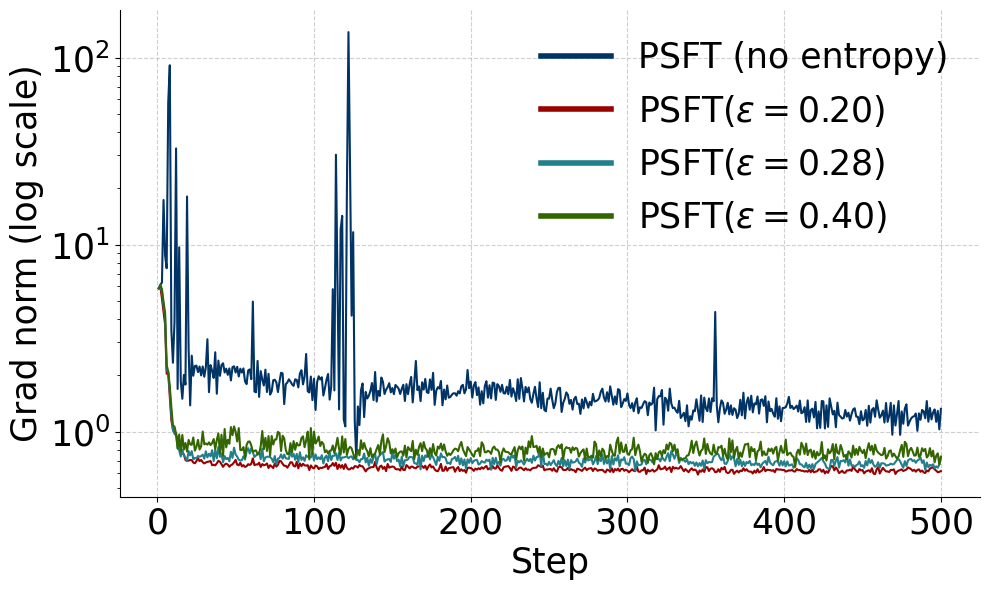 Grad norm (log scale)
10²
10¹
10⁰
PSFT (no entropy)
PSFT(ε = 0.20)
PSFT(ε = 0.28)
PSFT(ε = 0.40)
0 100 200 300 400 500
Step